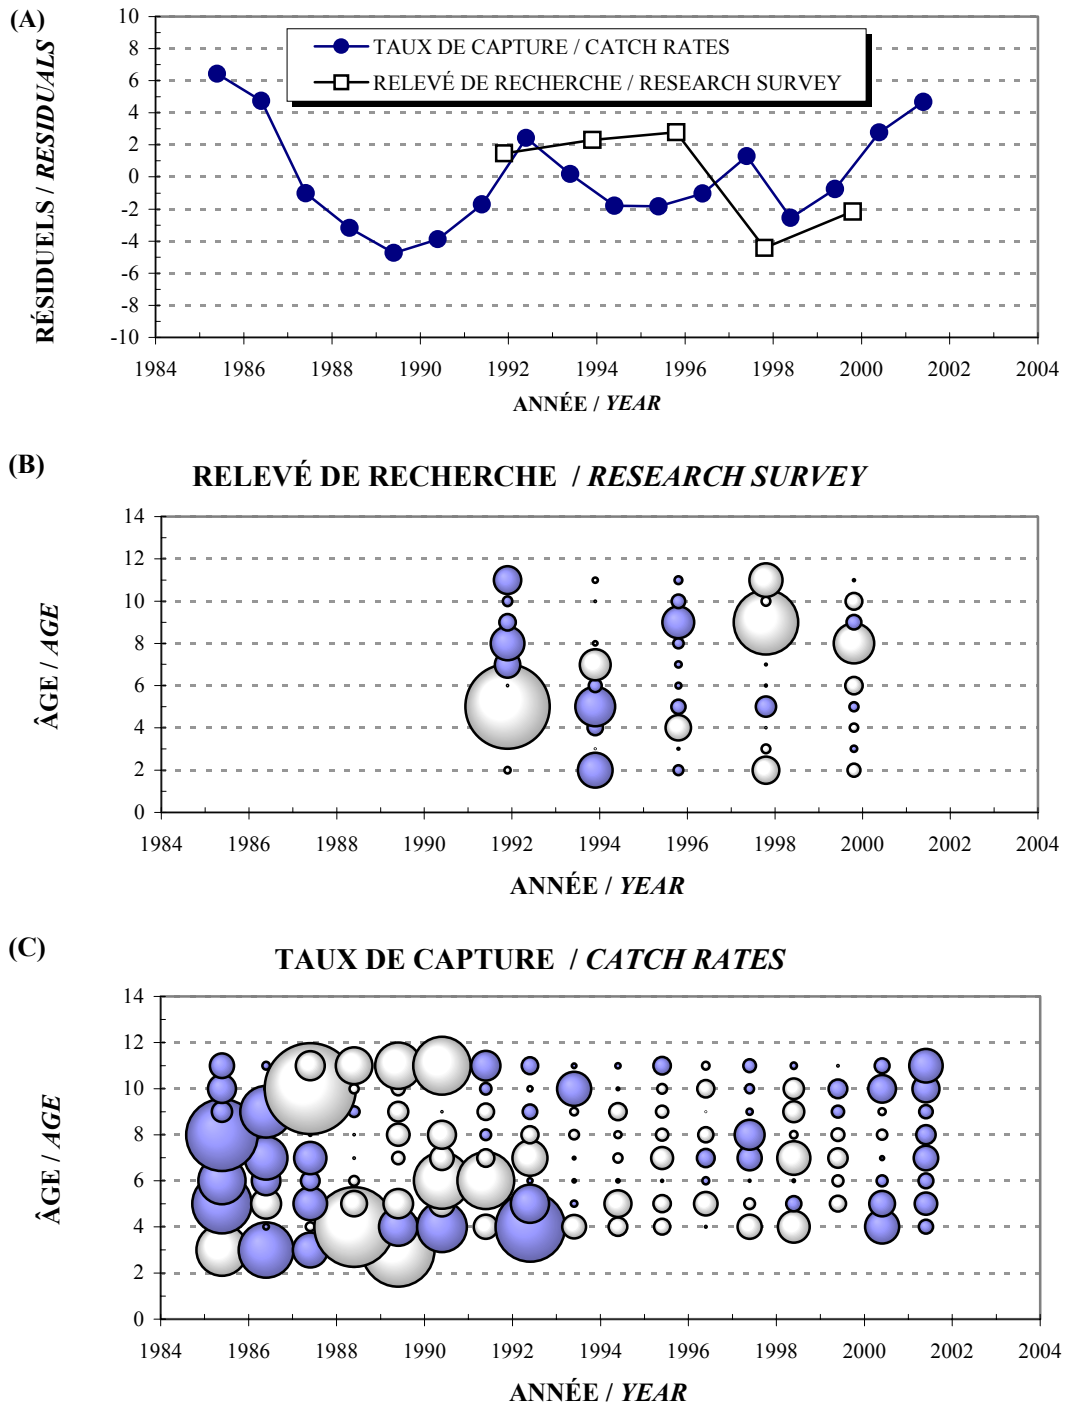 (A)
10
8
6
4
2
0
-2
-4
-6
-8
-10
RÉSIDUELS / RESIDUALS
TAUX DE CAPTURE / CATCH RATES
RELEVÉ DE RECHERCHE / RESEARCH SURVEY
1984 1986 1988 1990 1992 1994 1996 1998 2000 2002 2004
ANNÉE / YEAR
(B)
RELEVÉ DE RECHERCHE / RESEARCH SURVEY
14
12
10
8
6
4
2
0
ÂGE / AGE
1984 1986 1988 1990 1992 1994 1996 1998 2000 2002 2004
ANNÉE / YEAR
(C)
TAUX DE CAPTURE / CATCH RATES
14
12
10
8
6
4
2
0
ÂGE / AGE
1984 1986 1988 1990 1992 1994 1996 1998 2000 2002 2004
ANNÉE / YEAR